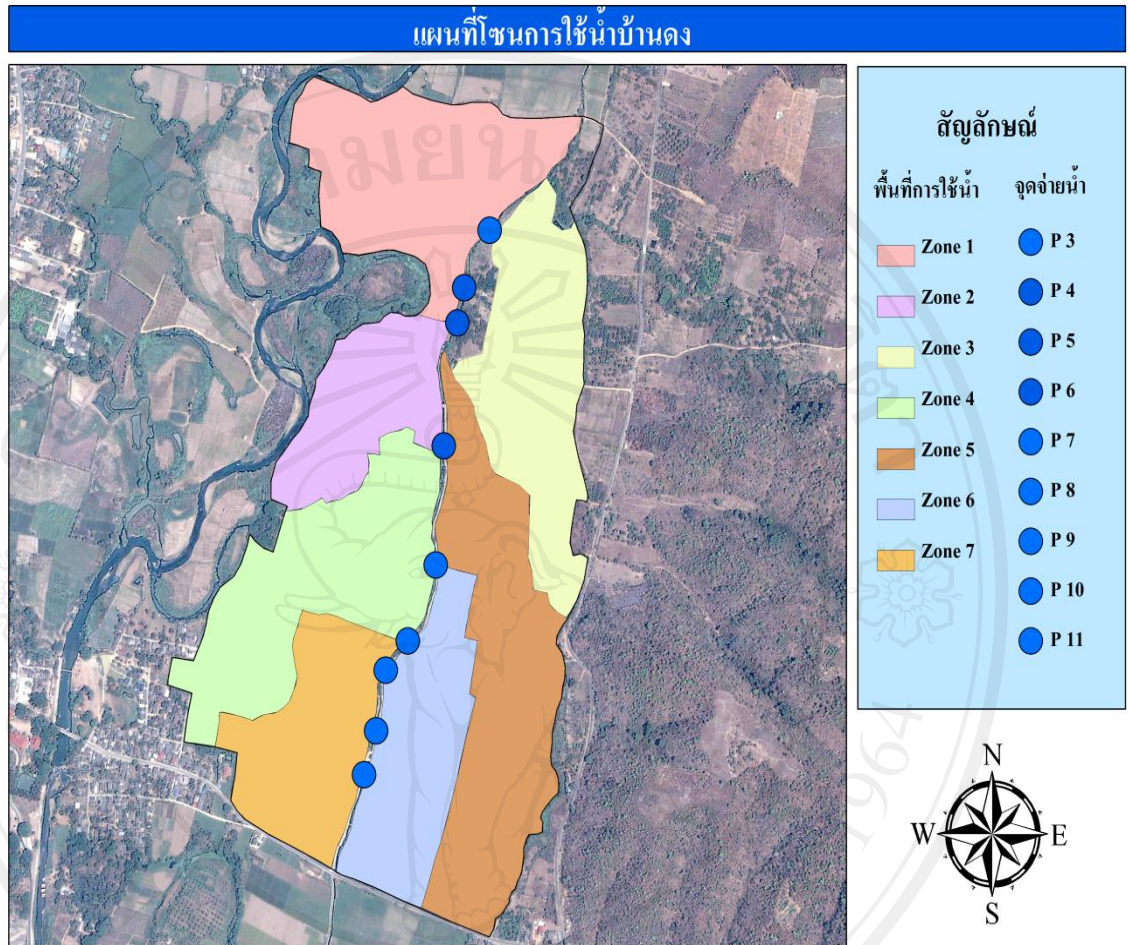 แผนที่โซนการใช้น้ำบ้านดง
สัญลักษณ์
พื้นที่การใช้น้ำ
Zone 1
Zone 2
Zone 3
Zone 4
Zone 5
Zone 6
Zone 7
จุดจ่ายน้ำ
P 3
P 4
P 5
P 6
P 7
P 8
P 9
P 10
P 11
N
W E
S
1964